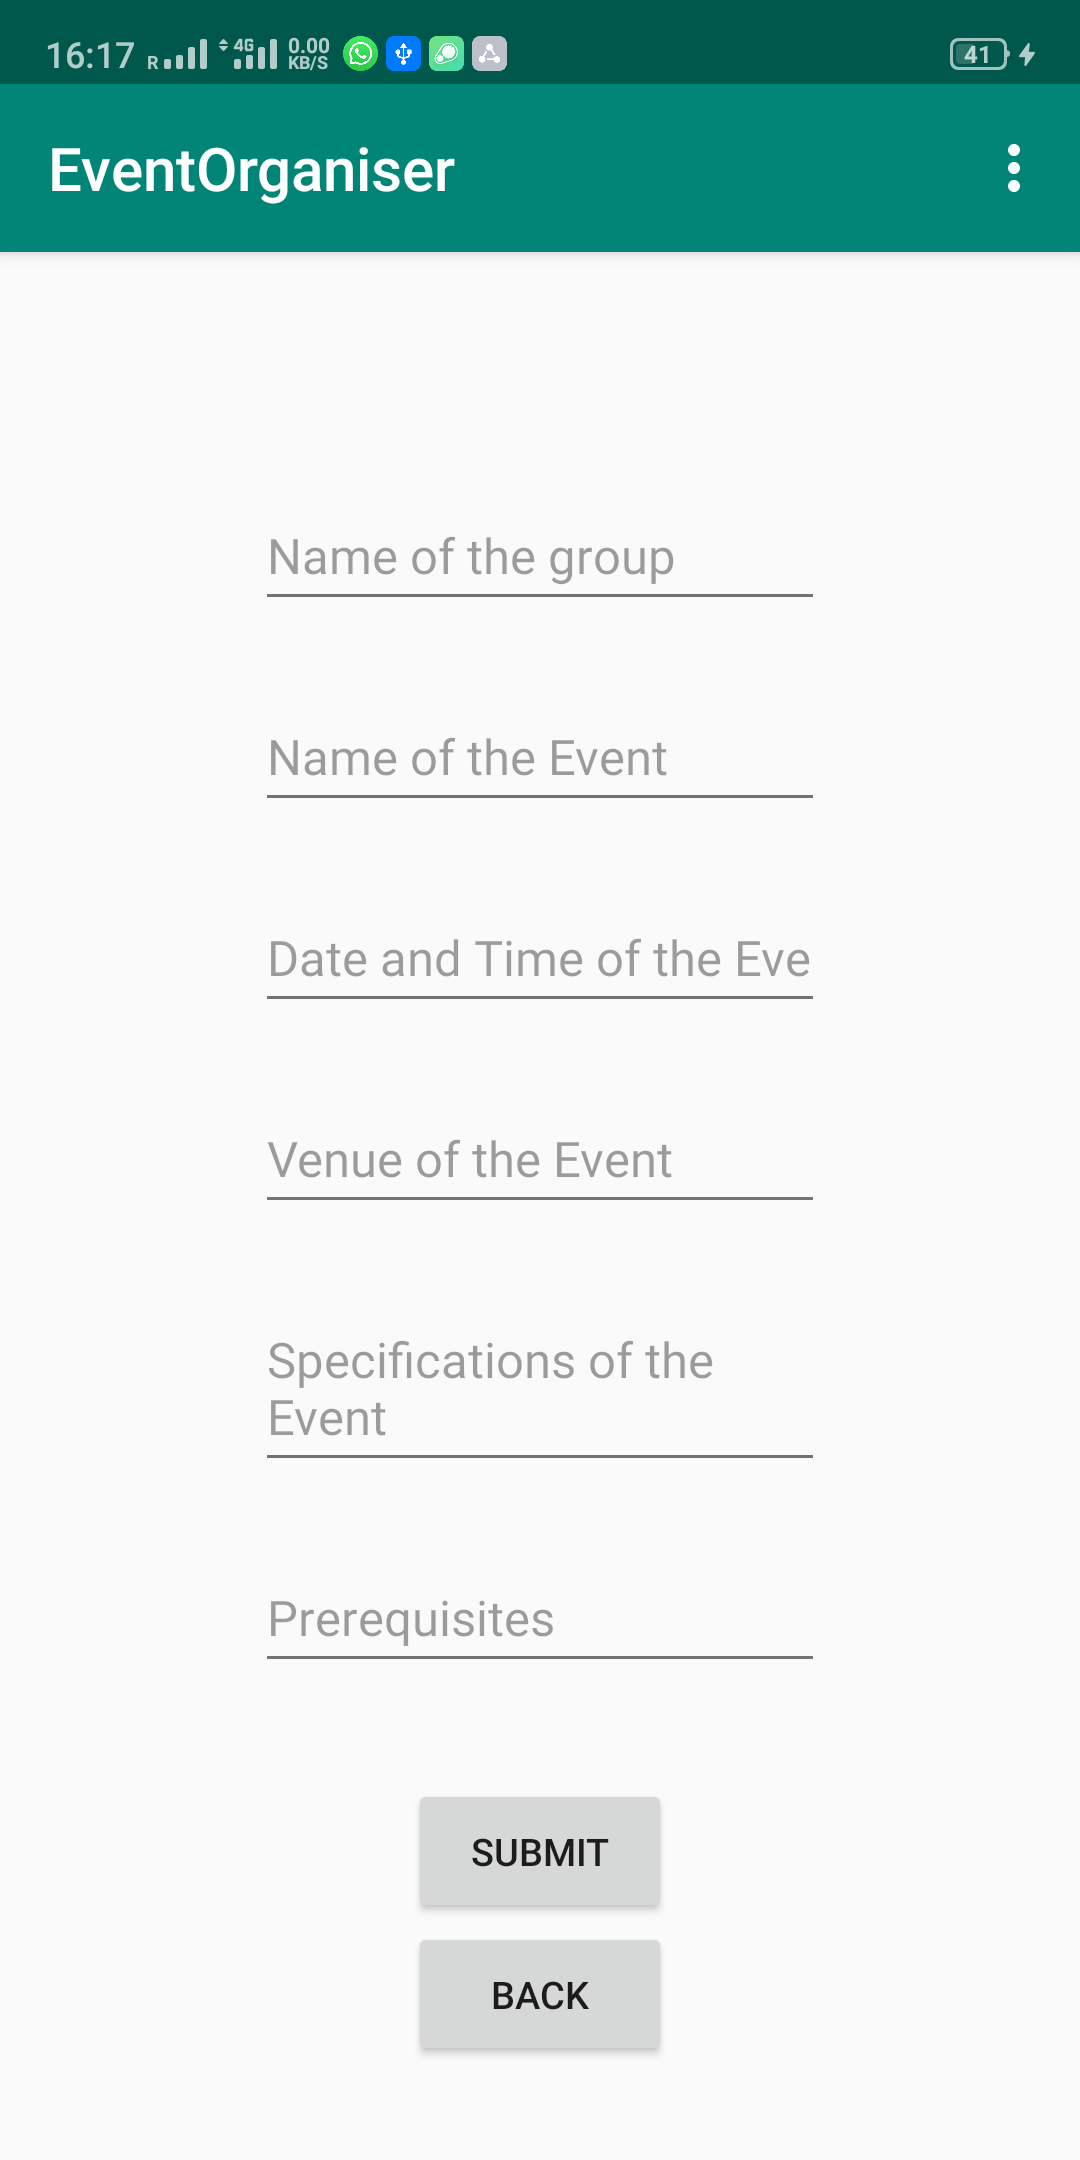 16:17 R 4G 0.00 KB/S 41
EventOrganiser
Name of the group
Name of the Event
Date and Time of the Eve
Venue of the Event
Specifications of the
Event
Prerequisites
SUBMIT
BACK